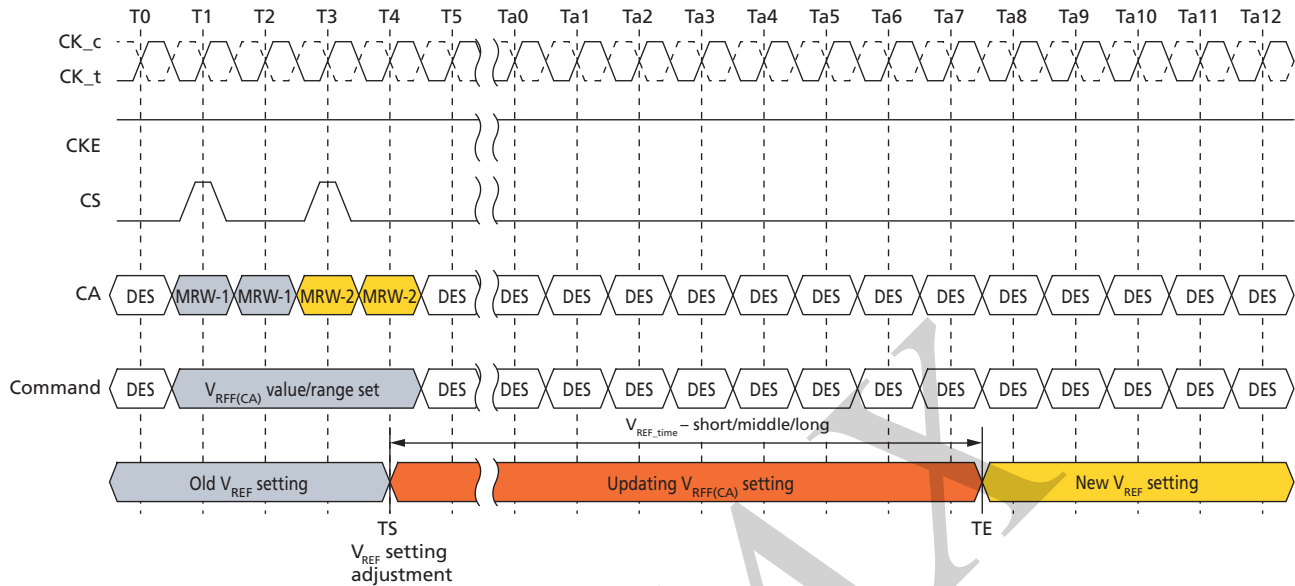 T0 T1 T2 T3 T4 T5 Ta0 Ta1 Ta2 Ta3 Ta4 Ta5 Ta6 Ta7 Ta8 Ta9 Ta10 Ta11 Ta12
CK_c
CK_t
CKE
CS
CA DES MRW-1 MRW-1 MRW-2 MRW-2 DES DES DES DES DES DES DES DES DES DES DES DES DES DES
Command DES VRFF(CA) value/range set DES DES DES DES DES DES DES DES DES DES DES DES DES DES
VREF_time – short/middle/long
Old VREF setting Updating VRFF(CA) setting New VREF setting
TS TE
VREF setting
adjustment